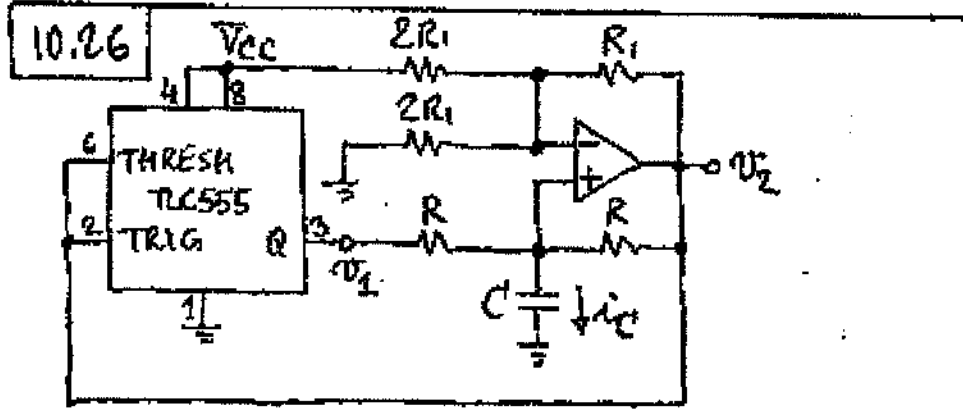 10.26
VCC
2R1
R1
4
8
2R1
6
THRESH
TLC555
2
TRIG
Q
3
v1
R
R
v2
1
C
iC
−
+